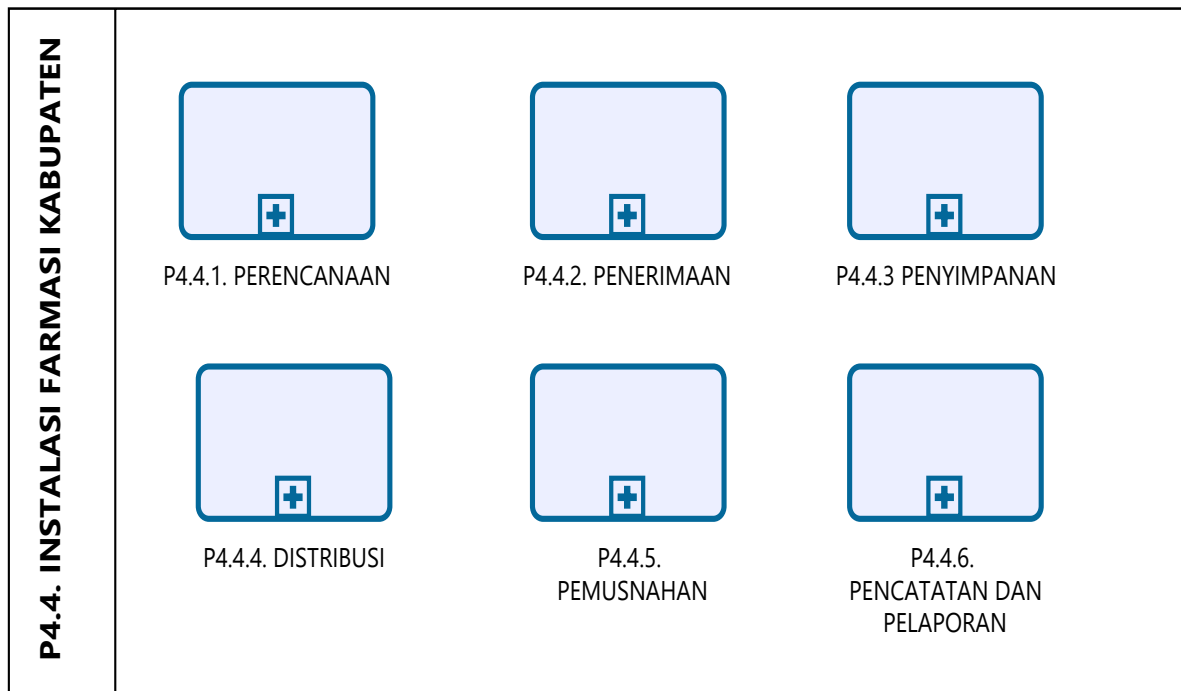 P4.4. INSTALASI FARMASI KABUPATEN
P4.4.1. PERENCANAAN
P4.4.2. PENERIMAAN
P4.4.3 PENYIMPANAN
P4.4.4. DISTRIBUSI
P4.4.5.
PEMUSNAHAN
P4.4.6.
PENCATATAN DAN
PELAPORAN